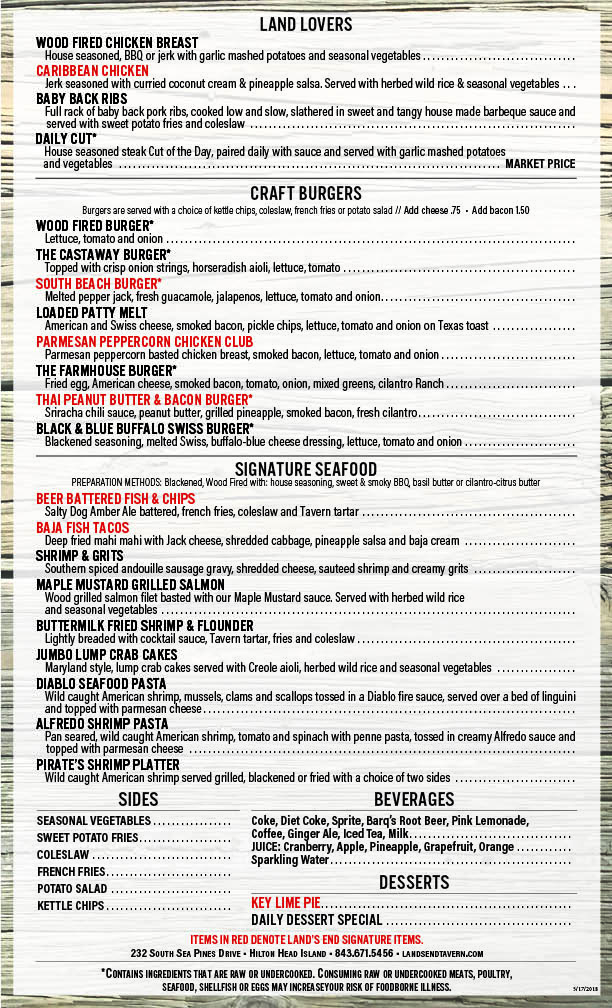 LAND LOVERS
WOOD FIRED CHICKEN BREAST
House seasoned, BBQ or jerk with garlic mashed potatoes and seasonal vegetables
CARIBBEAN CHICKEN
Jerk seasoned with curried coconut cream & pineapple salsa. Served with herbed wild rice & seasonal vegetables
BABY BACK RIBS
Full rack of baby back pork ribs, cooked low and slow, slathered in sweet and tangy house made barbeque sauce and
served with sweet potato fries and coleslaw
DAILY CUT*
House seasoned steak Cut of the Day, paired daily with sauce and served with garlic mashed potatoes
and vegetables MARKET PRICE
CRAFT BURGERS
Burgers are served with a choice of kettle chips, coleslaw, french fries or potato salad // Add cheese .75 • Add bacon 1.50
WOOD FIRED BURGER*
Lettuce, tomato and onion
THE CASTAWAY BURGER*
Topped with crisp onion strings, horseradish aioli, lettuce, tomato
SOUTH BEACH BURGER*
Melted pepper jack, fresh guacamole, jalapenos, lettuce, tomato and onion
LOADED PATTY MELT
American and Swiss cheese, smoked bacon, pickle chips, lettuce, tomato and onion on Texas toast
PARMESAN PEPPERCORN CHICKEN CLUB
Parmesan peppercorn basted chicken breast, smoked bacon, lettuce, tomato and onion
THE FARMHOUSE BURGER*
Fried egg, American cheese, smoked bacon, tomato, onion, mixed greens, cilantro Ranch
THAI PEANUT BUTTER & BACON BURGER*
Sriracha chili sauce, peanut butter, grilled pineapple, smoked bacon, fresh cilantro
BLACK & BLUE BUFFALO SWISS BURGER*
Blackened seasoning, melted Swiss, buffalo-blue cheese dressing, lettuce, tomato and onion
SIGNATURE SEAFOOD
PREPARATION METHODS: Blackened, Wood Fired with: house seasoning, sweet & smoky BBQ, basil butter or cilantro-citrus butter
BEER BATTERED FISH & CHIPS
Salty Dog Amber Ale battered, french fries, coleslaw and Tavern tartar
BAJA FISH TACOS
Deep fried mahi mahi with Jack cheese, shredded cabbage, pineapple salsa and baja cream
SHRIMP & GRITS
Southern spiced andouille sausage gravy, shredded cheese, sauteed shrimp and creamy grits
MAPLE MUSTARD GRILLED SALMON
Wood grilled salmon filet basted with our Maple Mustard sauce. Served with herbed wild rice
and seasonal vegetables
BUTTERMILK FRIED SHRIMP & FLOUNDER
Lightly breaded with cocktail sauce, Tavern tartar, fries and coleslaw
JUMBO LUMP CRAB CAKES
Maryland style, lump crab cakes served with Creole aioli, herbed wild rice and seasonal vegetables
DIABLO SEAFOOD PASTA
Wild caught American shrimp, mussels, clams and scallops tossed in a Diablo fire sauce, served over a bed of linguini
and topped with parmesan cheese
ALFREDO SHRIMP PASTA
Pan seared, wild caught American shrimp, tomato and spinach with penne pasta, tossed in creamy Alfredo sauce and
topped with parmesan cheese
PIRATE'S SHRIMP PLATTER
Wild caught American shrimp served grilled, blackened or fried with a choice of two sides
SIDES
SEASONAL VEGETABLES
SWEET POTATO FRIES
COLESLAW
FRENCH FRIES
POTATO SALAD
KETTLE CHIPS
BEVERAGES
Coke, Diet Coke, Sprite, Barq's Root Beer, Pink Lemonade,
Coffee, Ginger Ale, Iced Tea, Milk
JUICE: Cranberry, Apple, Pineapple, Grapefruit, Orange
Sparkling Water
DESSERTS
KEY LIME PIE
DAILY DESSERT SPECIAL
ITEMS IN RED DENOTE LAND'S END SIGNATURE ITEMS.
232 SOUTH SEA PINES DRIVE • HILTON HEAD ISLAND • 843.671.5456 • LANDSENDTAVERN.COM
*CONTAINS INGREDIENTS THAT ARE RAW OR UNDERCOOKED. CONSUMING RAW OR UNDERCOOKED MEATS, POULTRY,
SEAFOOD, SHELLFISH OR EGGS MAY INCREASEYOUR RISK OF FOODBORNE ILLNESS.
5/17/2018